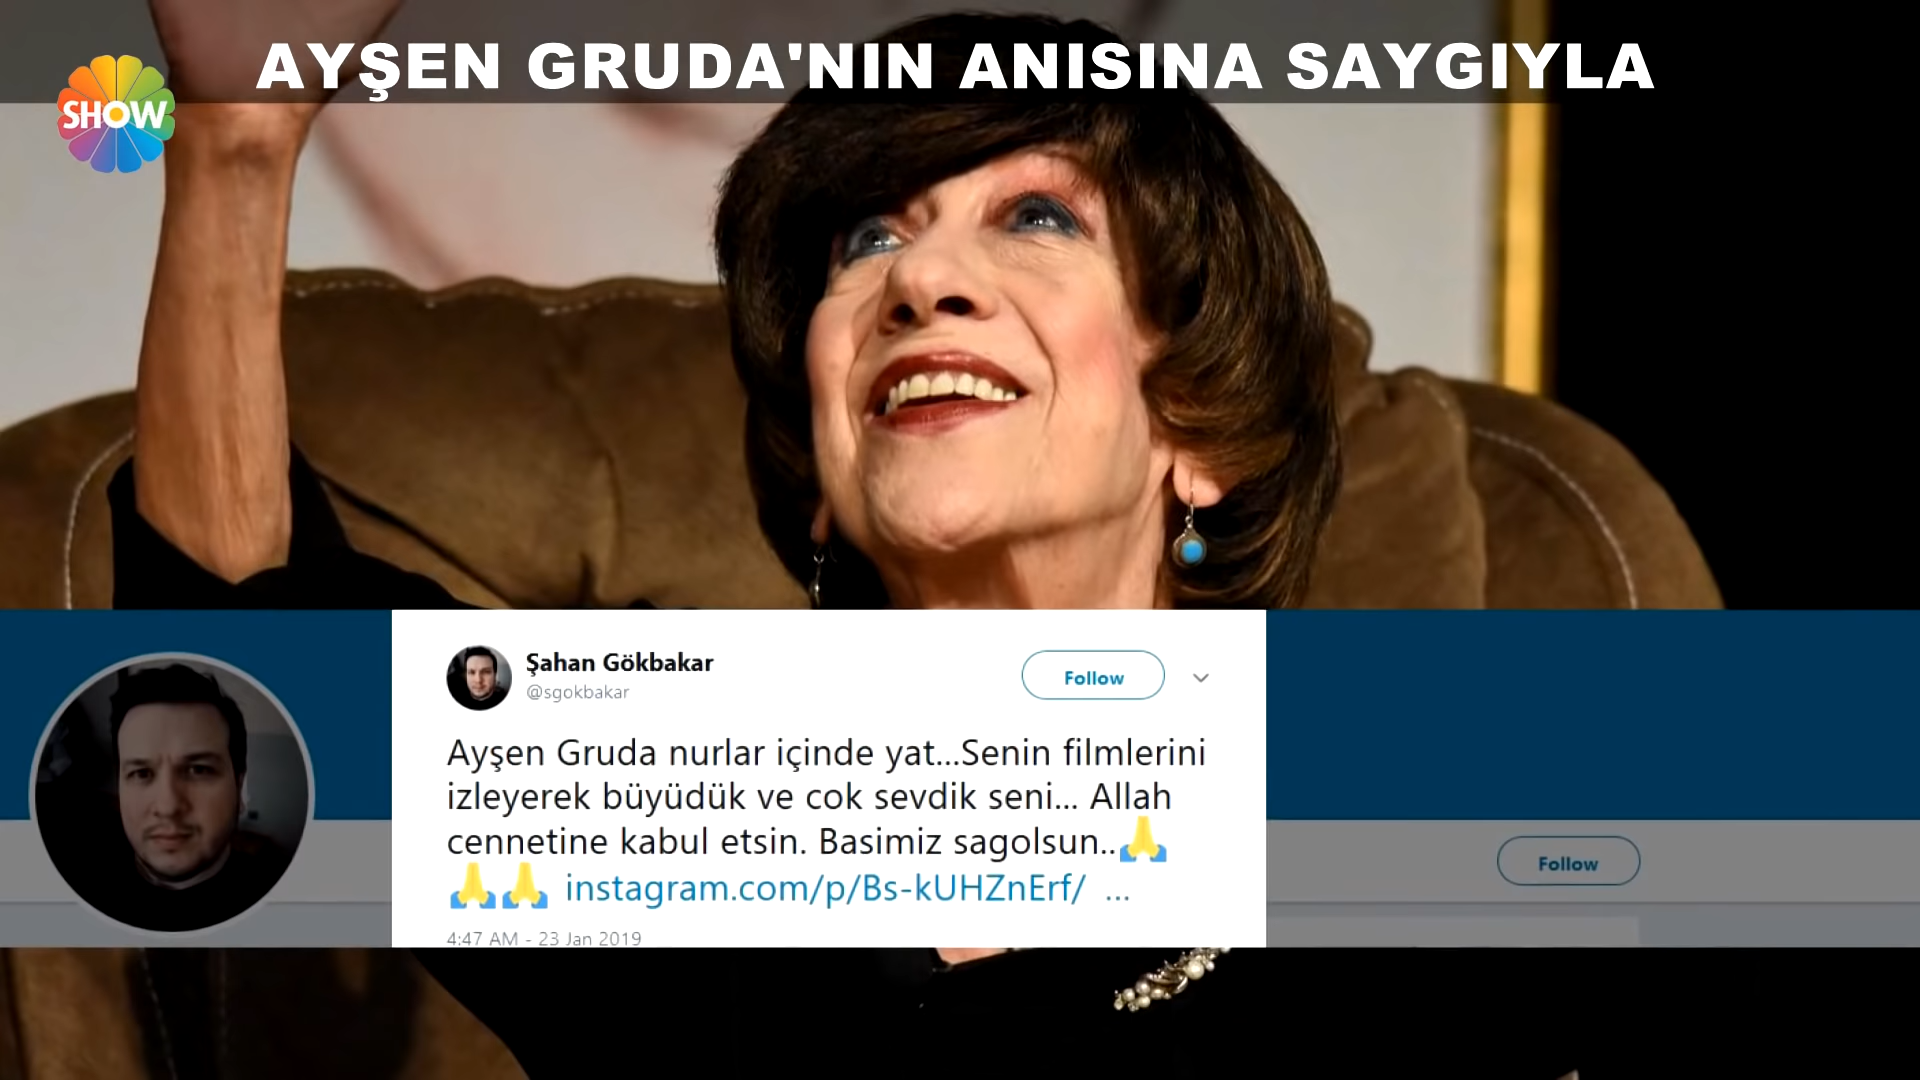 AYŞEN GRUDA'NIN ANISINA SAYGIYLA
SHOW
Şahan Gökbakar
@sgokbakar
Follow
Ayşen Gruda nurlar içinde yat...Senin filmlerini
izleyerek büyüdük ve cok sevdik seni... Allah
cennetine kabul etsin. Basimiz sagolsun..🙏
🙏🙏 instagram.com/p/Bs-kUHZnErf/ ...
4:47 AM - 23 Jan 2019
Follow